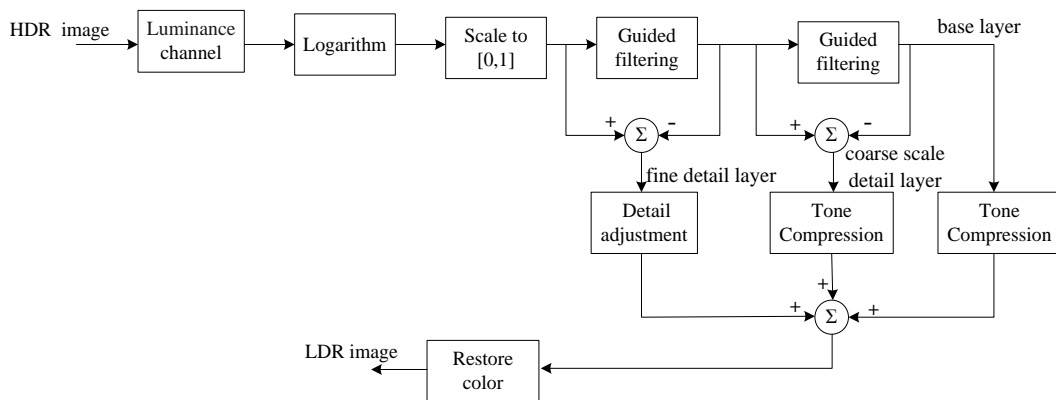 HDR image
Luminance
channel
Logarithm
Scale to
[0,1]
Guided
filtering
Guided
filtering
base layer
+
Σ
-
+
Σ
-
fine detail layer
coarse scale
detail layer
Detail
adjustment
Tone
Compression
Tone
Compression
+
+
Σ
+
LDR image
Restore
color